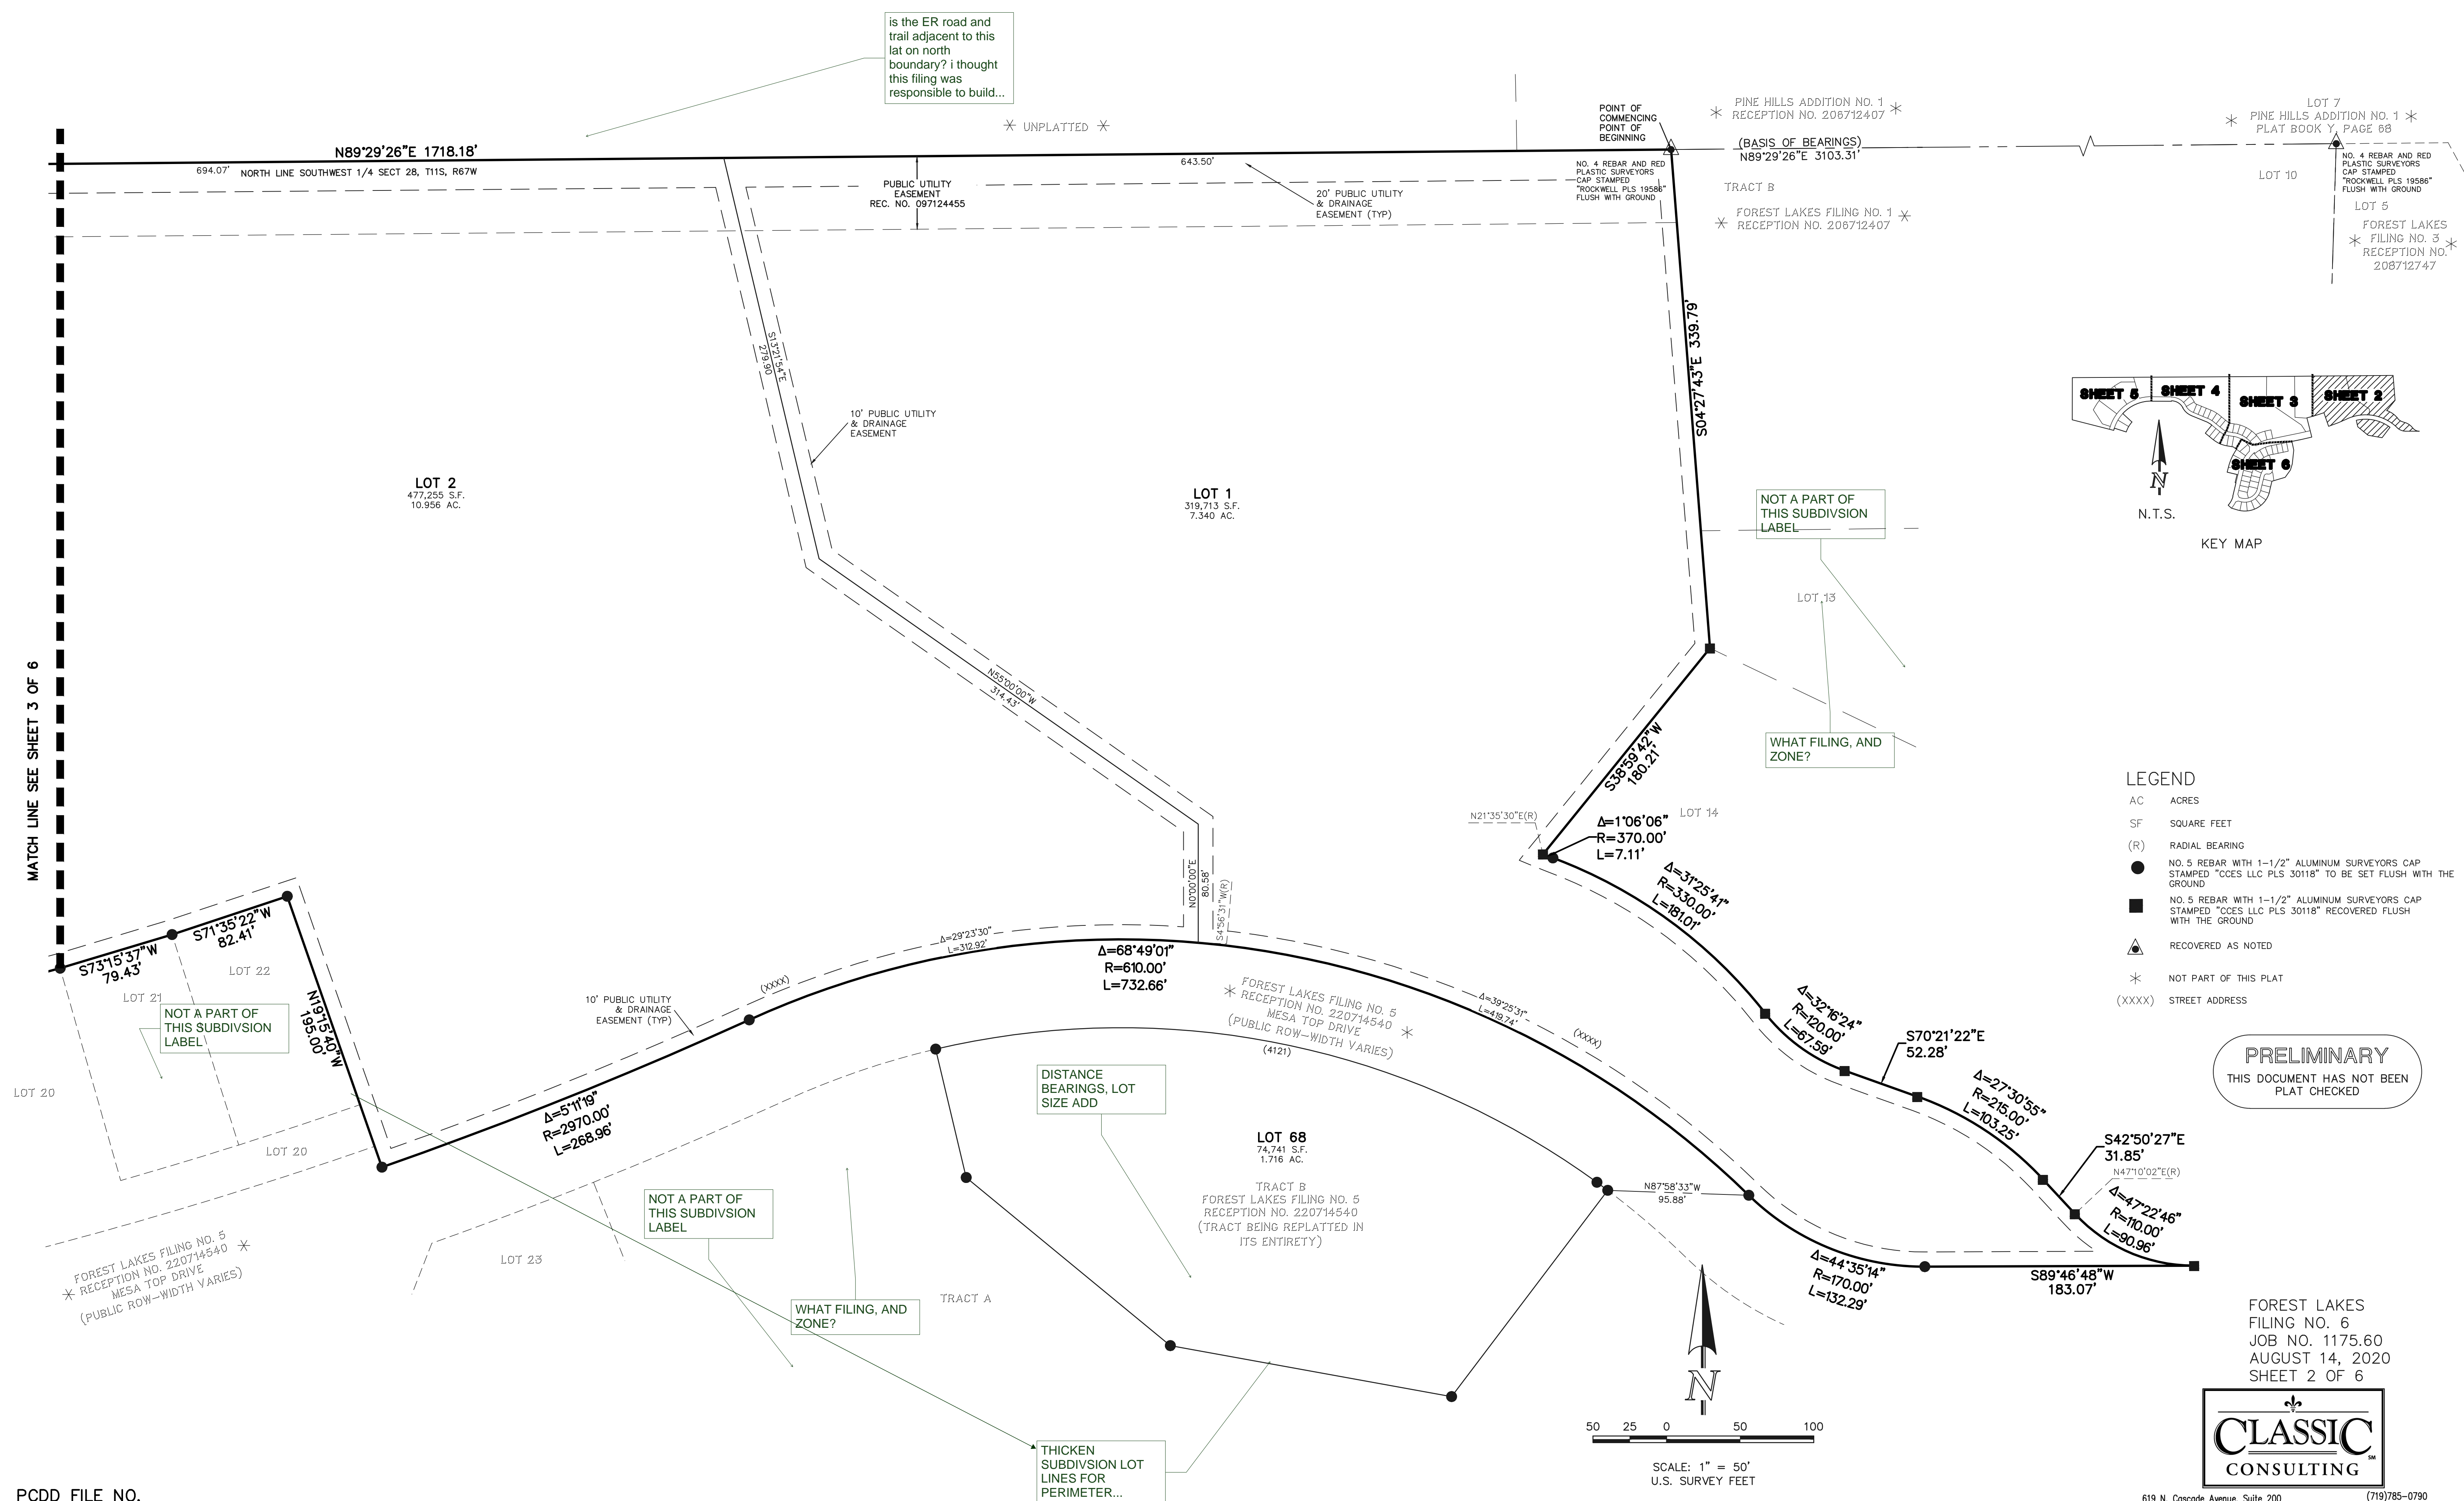 is the ER road and
trail adjacent to this
lat on north
boundary? i thought
this filing was
responsible to build...
UNPLATTED
POINT OF
COMMENCING
POINT OF
BEGINNING
PINE HILLS ADDITION NO. 1
RECEPTION NO. 206712407
(BASIS OF BEARINGS)
N89°29'26"E 3103.31'
LOT 7
PINE HILLS ADDITION NO. 1
PLAT BOOK Y, PAGE 68
N89°29'26"E 1718.18'
694.07'
NORTH LINE SOUTHWEST 1/4 SECT 28, T11S, R67W
643.50'
PUBLIC UTILITY
EASEMENT
REC. NO. 097124455
20' PUBLIC UTILITY
& DRAINAGE
EASEMENT (TYP)
NO. 4 REBAR AND RED
PLASTIC SURVEYORS
CAP STAMPED
"ROCKWELL PLS 19586"
FLUSH WITH GROUND
TRACT B
FOREST LAKES FILING NO. 1
RECEPTION NO. 206712407
NO. 4 REBAR AND RED
PLASTIC SURVEYORS
CAP STAMPED
"ROCKWELL PLS 19586"
FLUSH WITH GROUND
LOT 10
LOT 5
FOREST LAKES
FILING NO. 3
RECEPTION NO.
206712747
S13°21'54"E
279.90
S04°27'43"E 339.79'
10' PUBLIC UTILITY
& DRAINAGE
EASEMENT
LOT 2
477,255 S.F.
10.956 AC.
LOT 1
319,713 S.F.
7.340 AC.
NOT A PART OF
THIS SUBDIVSION
LABEL
LOT 13
WHAT FILING, AND
ZONE?
SHEET 5
SHEET 4
SHEET 3
SHEET 2
SHEET 6
N
N.T.S.
KEY MAP
MATCH LINE SEE SHEET 3 OF 6
N55°00'00"W
314.43'
S38°59'42"W
180.21'
N21°35'30"E(R)
Δ=1°06'06"
R=370.00'
L=7.11'
LOT 14
LEGEND
AC ACRES
SF SQUARE FEET
(R) RADIAL BEARING
NO. 5 REBAR WITH 1-1/2" ALUMINUM SURVEYORS CAP
STAMPED "CCES LLC PLS 30118" TO BE SET FLUSH WITH THE
GROUND
NO. 5 REBAR WITH 1-1/2" ALUMINUM SURVEYORS CAP
STAMPED "CCES LLC PLS 30118" RECOVERED FLUSH
WITH THE GROUND
RECOVERED AS NOTED
NOT PART OF THIS PLAT
(XXXX) STREET ADDRESS
N0°00'00"E
80.58'
S4°56'31"W(R)
Δ=31°25'41"
R=330.00'
L=181.01'
S73°15'37"W
79.43'
S71°35'22"W
82.41'
LOT 22
LOT 21
NOT A PART OF
THIS SUBDIVSION
LABEL
N19°15'40"W
195.00'
LOT 20
LOT 20
10' PUBLIC UTILITY
& DRAINAGE
EASEMENT (TYP)
(XXXX)
Δ=29°23'30"
L=312.92'
Δ=68°49'01"
R=610.00'
L=732.66'
FOREST LAKES FILING NO. 5
RECEPTION NO. 220714540
MESA TOP DRIVE
(PUBLIC ROW-WIDTH VARIES)
(4121)
Δ=39°25'31"
L=419.74'
(XXXX)
Δ=32°16'24"
R=120.00'
L=67.59'
S70°21'22"E
52.28'
Δ=27°30'55"
R=215.00'
L=103.25'
S42°50'27"E
31.85'
N47°10'02"E(R)
Δ=47°22'46"
R=110.00'
L=90.96'
PRELIMINARY
THIS DOCUMENT HAS NOT BEEN
PLAT CHECKED
Δ=5°11'19"
R=2970.00'
L=268.96'
DISTANCE
BEARINGS, LOT
SIZE ADD
LOT 68
74,741 S.F.
1.716 AC.
TRACT B
FOREST LAKES FILING NO. 5
RECEPTION NO. 220714540
(TRACT BEING REPLATTED IN
ITS ENTIRETY)
N87°58'33"W
95.88'
Δ=44°35'14"
R=170.00'
L=132.29'
S89°46'48"W
183.07'
FOREST LAKES FILING NO. 5
RECEPTION NO. 220714540
MESA TOP DRIVE
(PUBLIC ROW-WIDTH VARIES)
NOT A PART OF
THIS SUBDIVSION
LABEL
LOT 23
WHAT FILING, AND
ZONE?
TRACT A
THICKEN
SUBDIVSION LOT
LINES FOR
PERIMETER...
N
50 25 0 50 100
SCALE: 1" = 50'
U.S. SURVEY FEET
FOREST LAKES
FILING NO. 6
JOB NO. 1175.60
AUGUST 14, 2020
SHEET 2 OF 6
CLASSIC
CONSULTING
SM
619 N. Cascade Avenue, Suite 200
(719)785-0790
PCDD FILE NO.